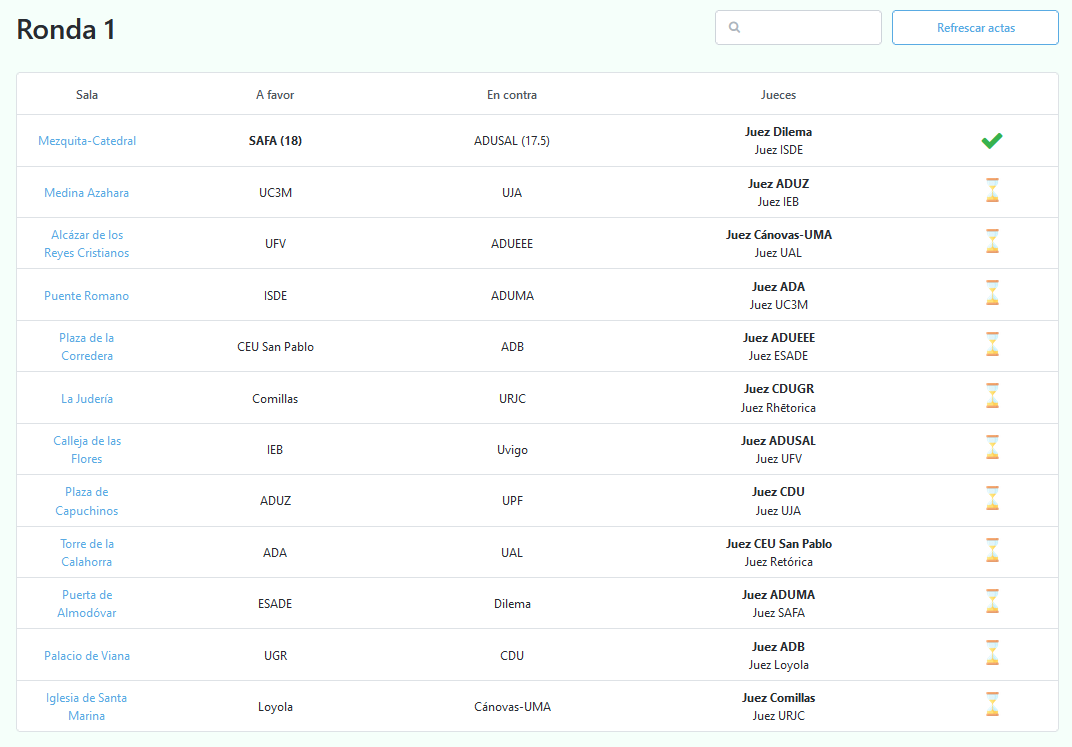 Ronda 1
Refrescar actas
Sala A favor En contra Jueces
Mezquita-Catedral SAFA (18) ADUSAL (17.5) Juez Dilema
Juez ISDE
Medina Azahara UC3M UJA Juez ADUZ
Juez IEB
Alcázar de los
Reyes Cristianos UFV ADUEEE Juez Cánovas-UMA
Juez UAL
Puente Romano ISDE ADUMA Juez ADA
Juez UC3M
Plaza de la
Corredera CEU San Pablo ADB Juez ADUEEE
Juez ESADE
La Judería Comillas URJC Juez CDUGR
Juez Rhêtorica
Calleja de las
Flores IEB Uvigo Juez ADUSAL
Juez UFV
Plaza de
Capuchinos ADUZ UPF Juez CDU
Juez UJA
Torre de la
Calahorra ADA UAL Juez CEU San Pablo
Juez Retórica
Puerta de
Almodóvar ESADE Dilema Juez ADUMA
Juez SAFA
Palacio de Viana UGR CDU Juez ADB
Juez Loyola
Iglesia de Santa
Marina Loyola Cánovas-UMA Juez Comillas
Juez URJC